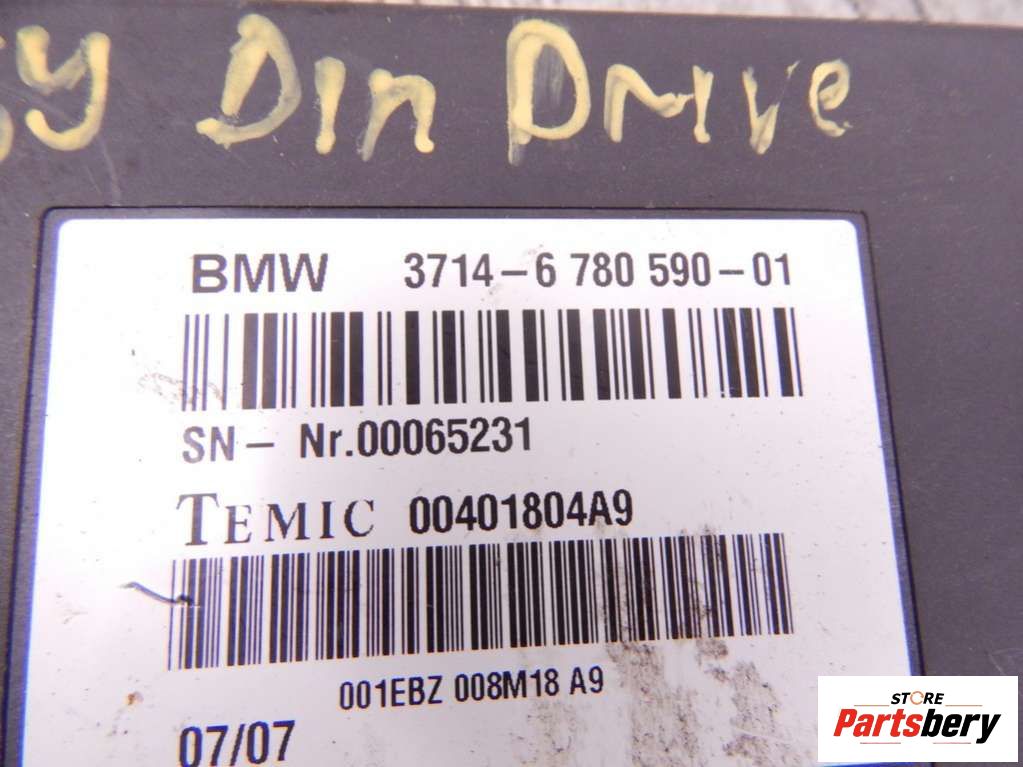 Din Drive
BMW 3714-6 780 590-01
SN- Nr.00065231
TEMIC 00401804A9
001EBZ 008M18 A9
07/07
STORE
Partsbery